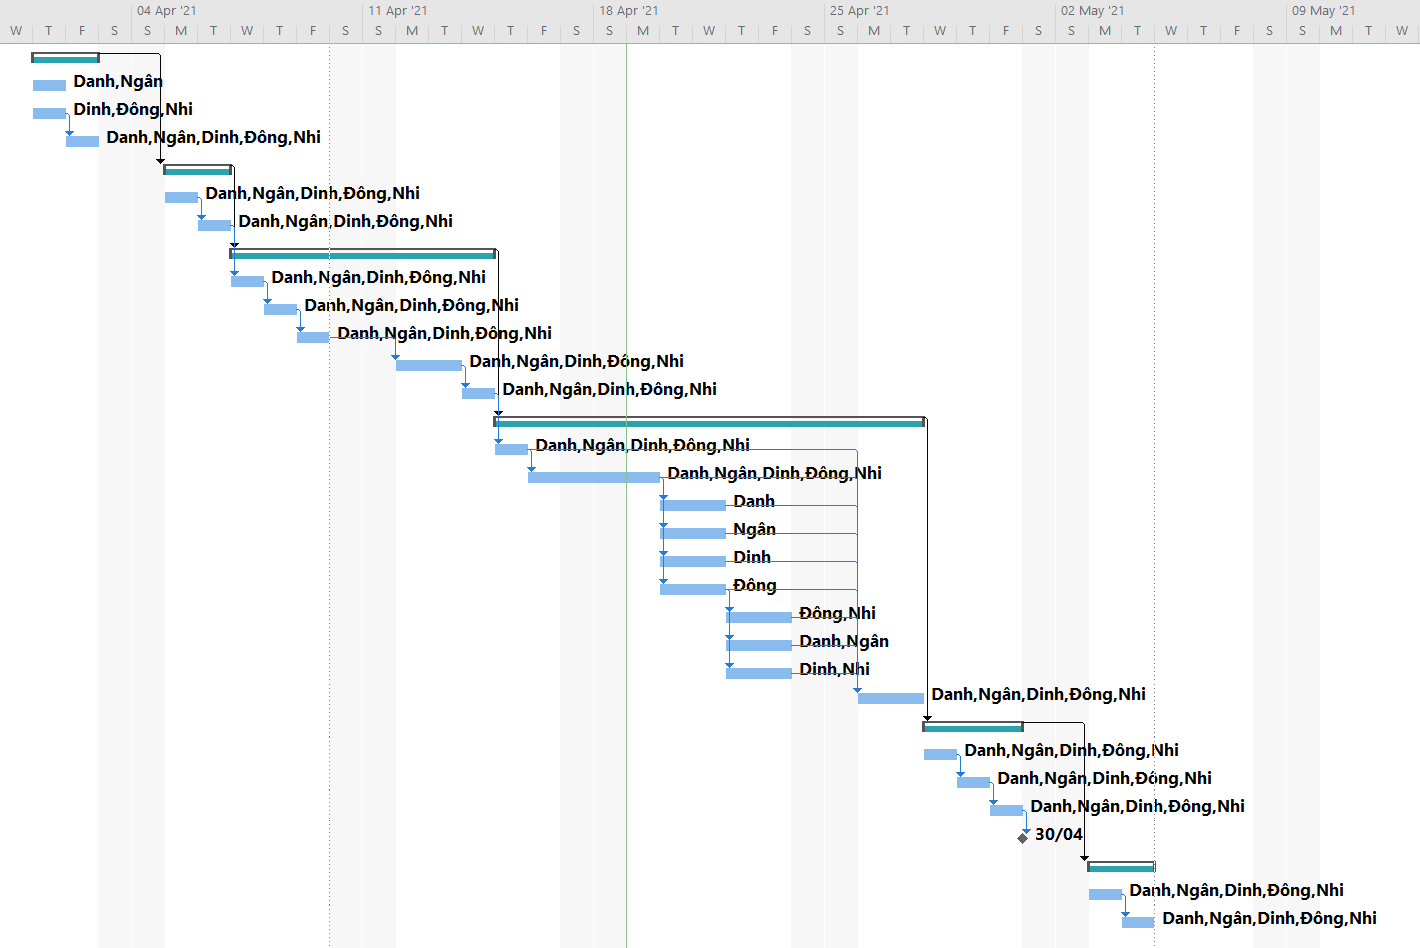 04 Apr '21 11 Apr '21 18 Apr '21 25 Apr '21 02 May '21 09 May '21
W T F S S M T W T F S S M T W T F S S M T W T F S S M T W T F S S M T W T F S S M T W
Danh,Ngân
Dinh,Đông,Nhi
Danh,Ngân,Dinh,Đông,Nhi
Danh,Ngân,Dinh,Đông,Nhi
Danh,Ngân,Dinh,Đông,Nhi
Danh,Ngân,Dinh,Đông,Nhi
Danh,Ngân,Dinh,Đông,Nhi
Danh,Ngân,Dinh,Đông,Nhi
Danh,Ngân,Dinh,Đông,Nhi
Danh,Ngân,Dinh,Đông,Nhi
Danh,Ngân,Dinh,Đông,Nhi
Danh,Ngân,Dinh,Đông,Nhi
Danh
Ngân
Dinh
Đông
Đông,Nhi
Danh,Ngân
Dinh,Nhi
Danh,Ngân,Dinh,Đông,Nhi
Danh,Ngân,Dinh,Đông,Nhi
Danh,Ngân,Dinh,Đông,Nhi
Danh,Ngân,Dinh,Đông,Nhi
30/04
Danh,Ngân,Dinh,Đông,Nhi
Danh,Ngân,Dinh,Đông,Nhi